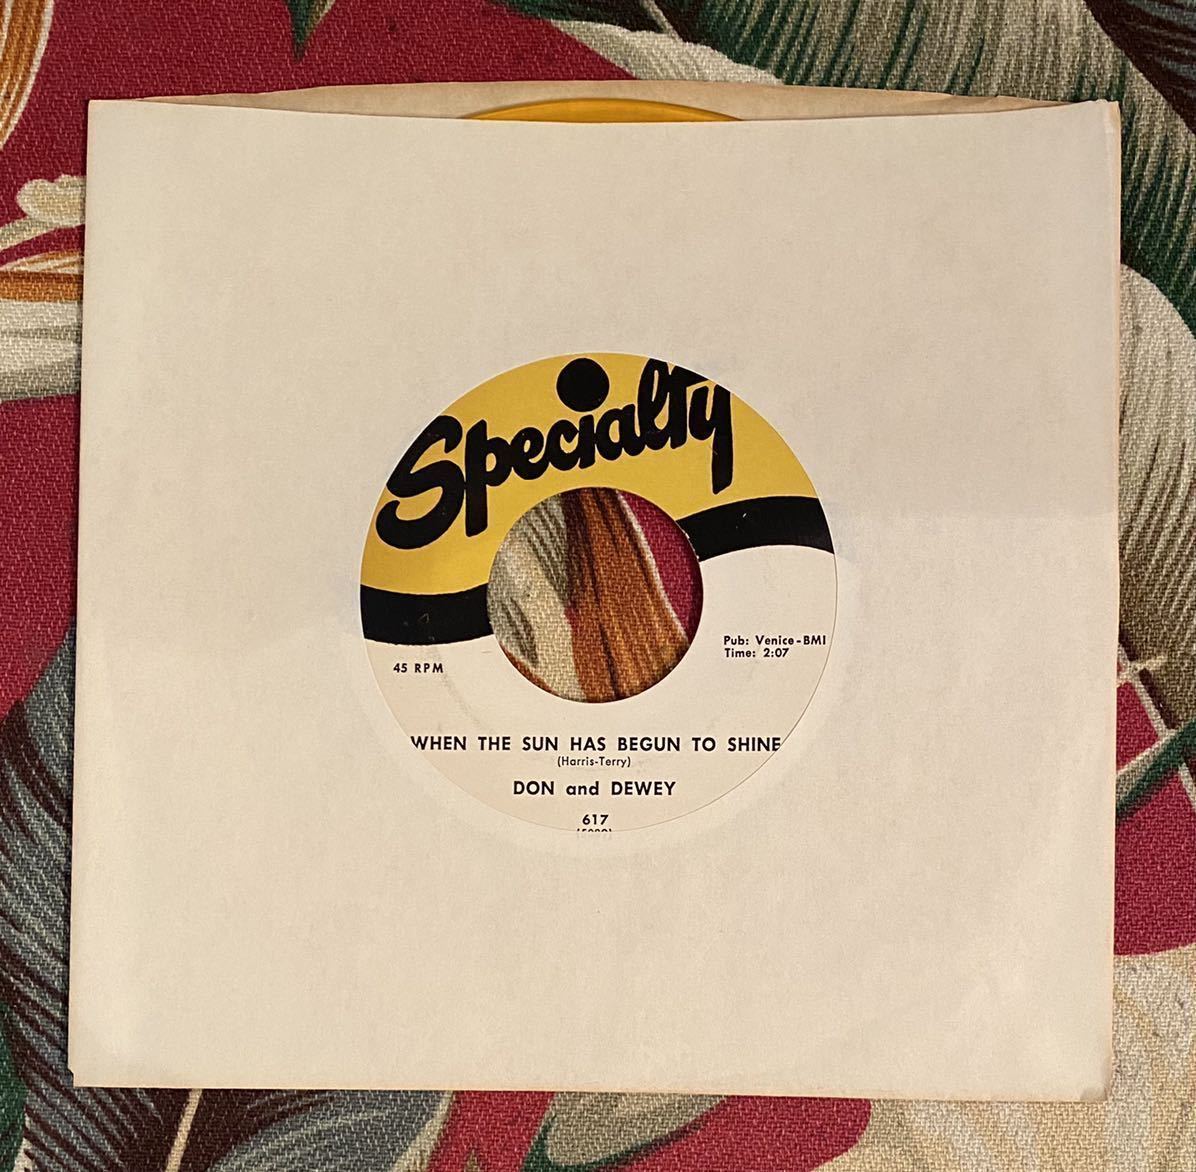 Specialty
Pub: Venice-BMI
Time: 2:07
45 RPM
WHEN THE SUN HAS BEGUN TO SHINE
(Harris-Terry)
DON and DEWEY
617